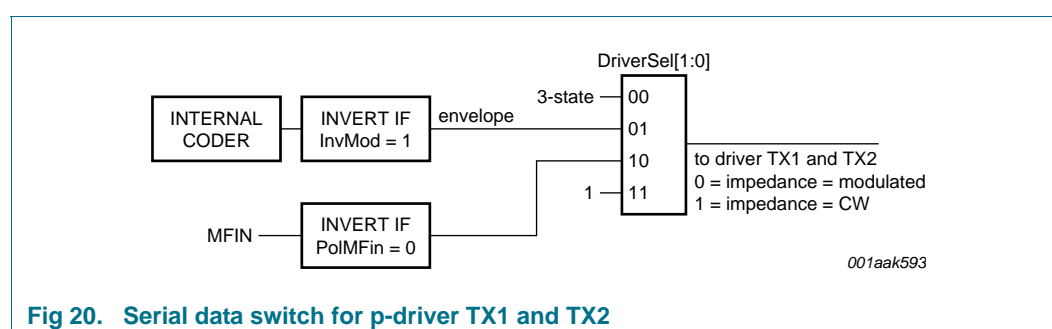 DriverSel[1:0]
3-state
00
INTERNAL
CODER
INVERT IF
InvMod = 1
envelope
01
10
to driver TX1 and TX2
0 = impedance = modulated
1 = impedance = CW
1
11
MFIN
INVERT IF
PolMFin = 0
001aak593
Fig 20. Serial data switch for p-driver TX1 and TX2